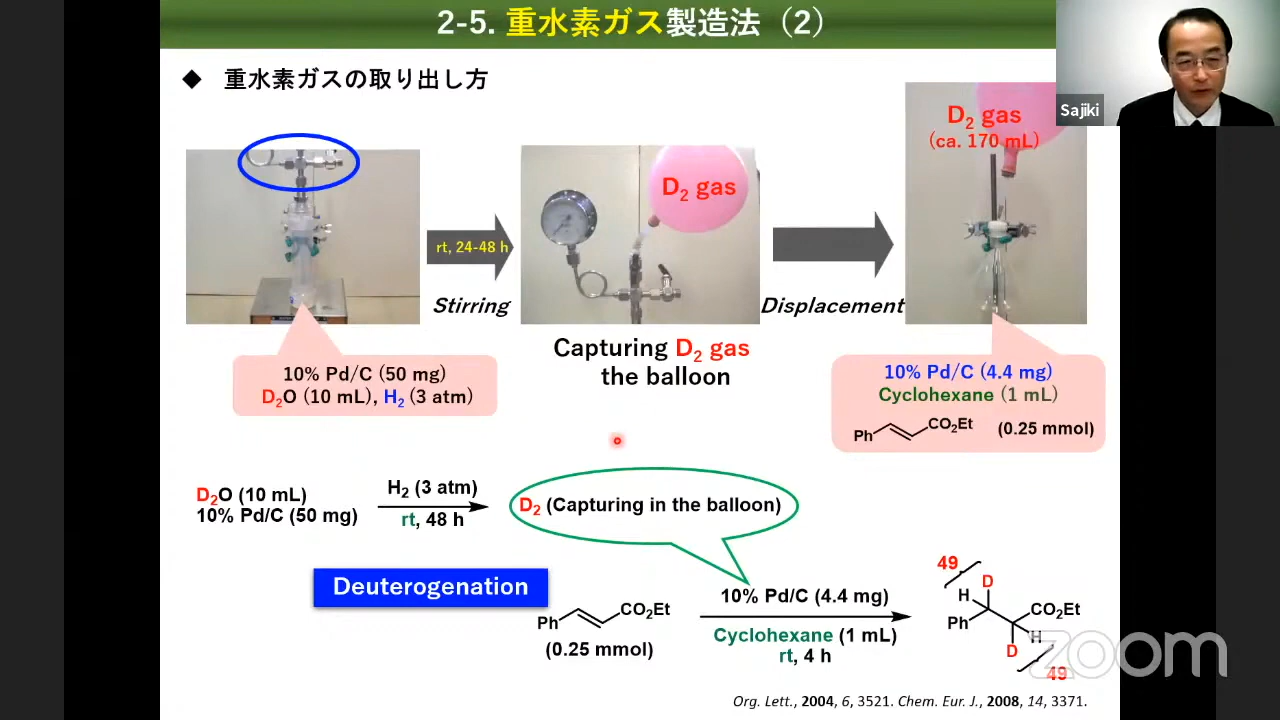 2-5. 重水素ガス製造法（2）
Sajiki
◆ 重水素ガスの取り出し方
D2 gas
(ca. 170 mL)
D2 gas
rt, 24-48 h
Stirring
Displacement
Capturing D2 gas
the balloon
10% Pd/C (50 mg)
D2O (10 mL), H2 (3 atm)
10% Pd/C (4.4 mg)
Cyclohexane (1 mL)
Ph CO2Et (0.25 mmol)
D2O (10 mL)
10% Pd/C (50 mg)
H2 (3 atm)
rt, 48 h
D2 (Capturing in the balloon)
Deuterogenation
Ph CO2Et
(0.25 mmol)
10% Pd/C (4.4 mg)
Cyclohexane (1 mL)
rt, 4 h
49
D
H
CO2Et
Ph
H
D
49
zoom
Org. Lett., 2004, 6, 3521. Chem. Eur. J., 2008, 14, 3371.